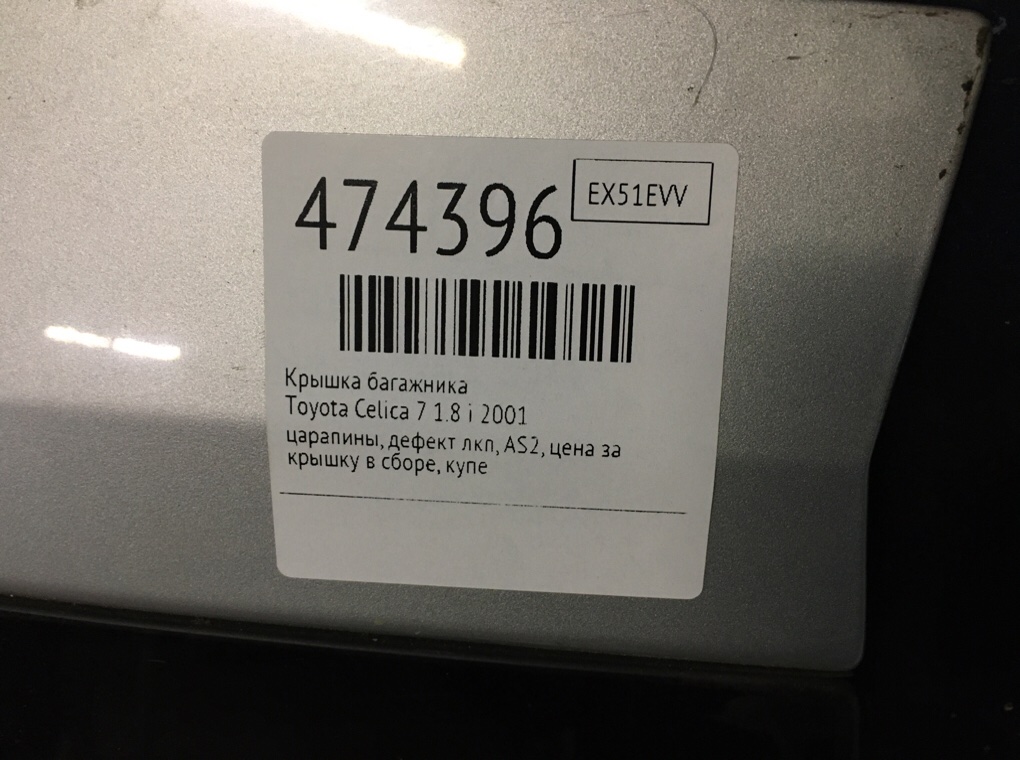 474396
EX51EVV
Крышка багажника
Toyota Celica 7 1.8 i 2001
царапины, дефект лкп, AS2, цена за
крышку в сборе, купе